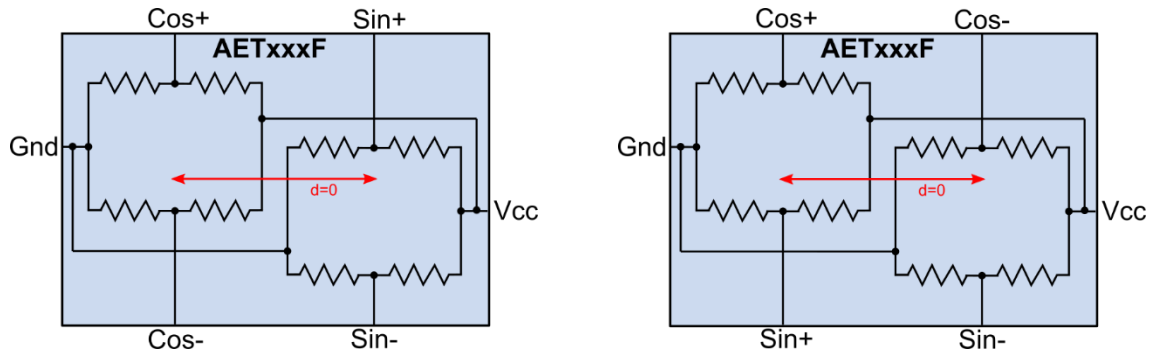 Cos+ Sin+
AETxxxF
Gnd
d=0
Vcc
Cos- Sin-
Cos+ Cos-
AETxxxF
Gnd
d=0
Vcc
Sin+ Sin-